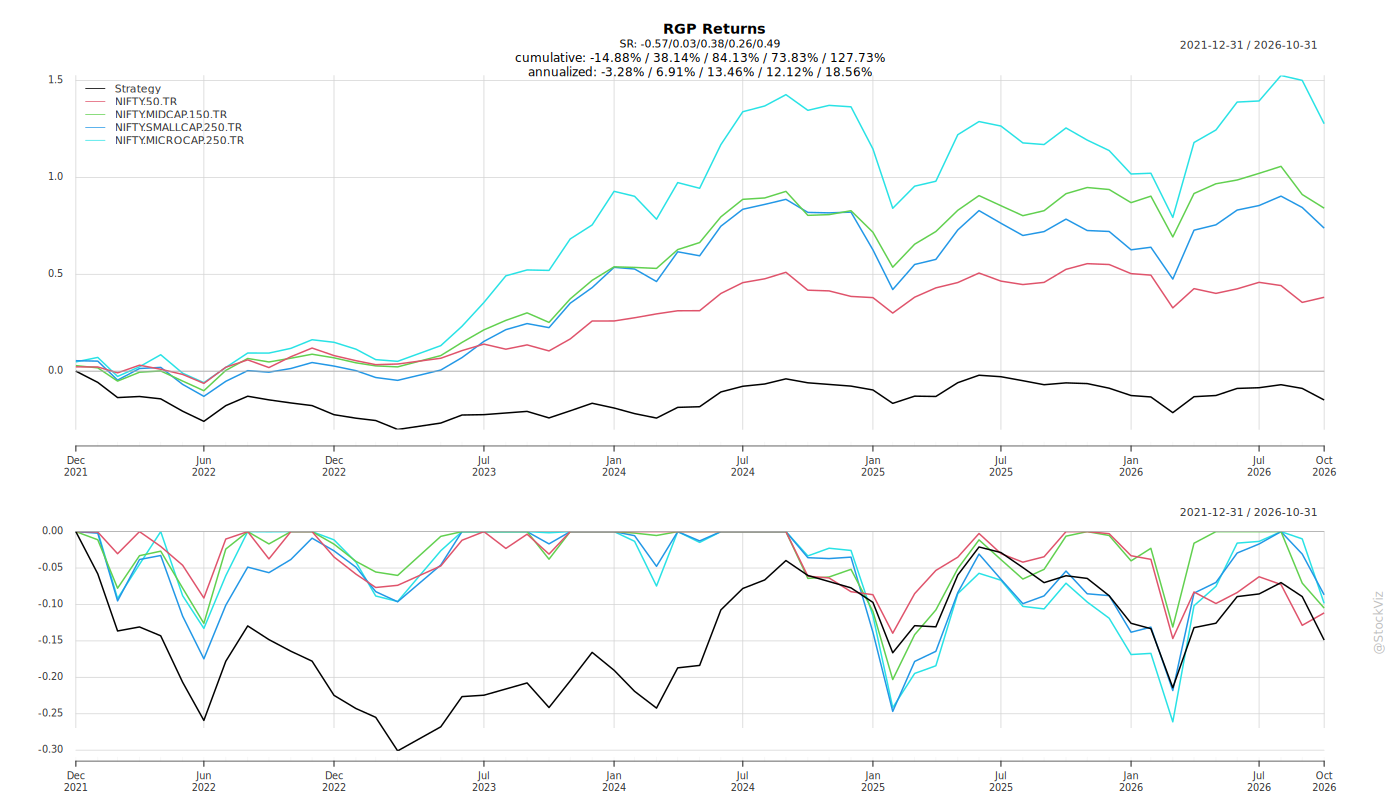 RGP Returns
SR: -0.57/0.03/0.38/0.26/0.49
cumulative: -14.88% / 38.14% / 84.13% / 73.83% / 127.73%
annualized: -3.28% / 6.91% / 13.46% / 12.12% / 18.56%
2021-12-31 / 2026-10-31
Strategy
NIFTY.50.TR
NIFTY.MIDCAP.150.TR
NIFTY.SMALLCAP.250.TR
NIFTY.MICROCAP.250.TR
1.5
1.0
0.5
0.0
Dec Jun Dec Jul Jan Jul Jan Jul Jan Jul Oct
2021 2022 2022 2023 2024 2024 2025 2025 2026 2026 2026
2021-12-31 / 2026-10-31
0.00
-0.05
-0.10
-0.15
-0.20
-0.25
-0.30
Dec Jun Dec Jul Jan Jul Jan Jul Jan Jul Oct
2021 2022 2022 2023 2024 2024 2025 2025 2026 2026 2026
@StockViz